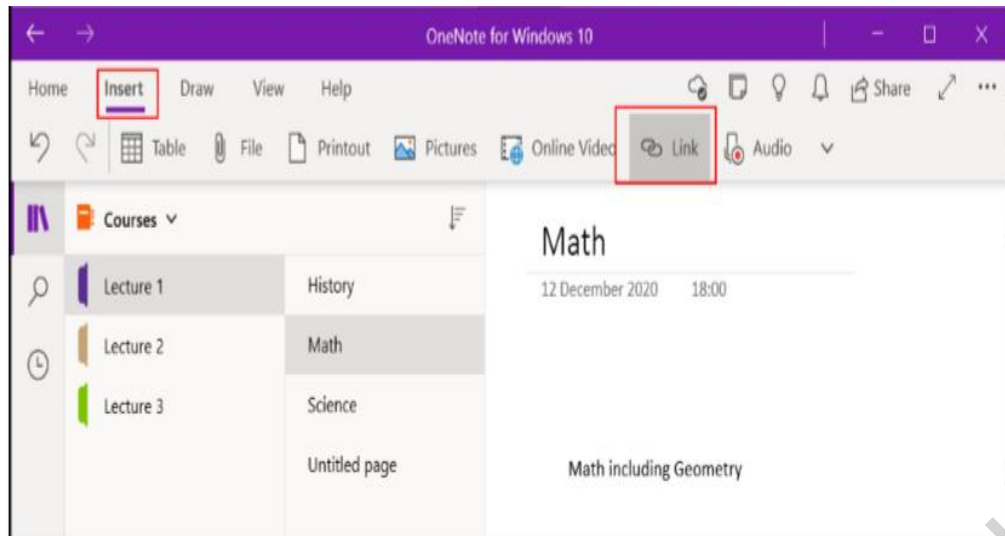 OneNote for Windows 10
Home Insert Draw View Help Share
Table File Printout Pictures Online Video Link Audio
Courses
Math
Lecture 1 History 12 December 2020 18:00
Lecture 2 Math
Lecture 3 Science
Untitled page Math including Geometry